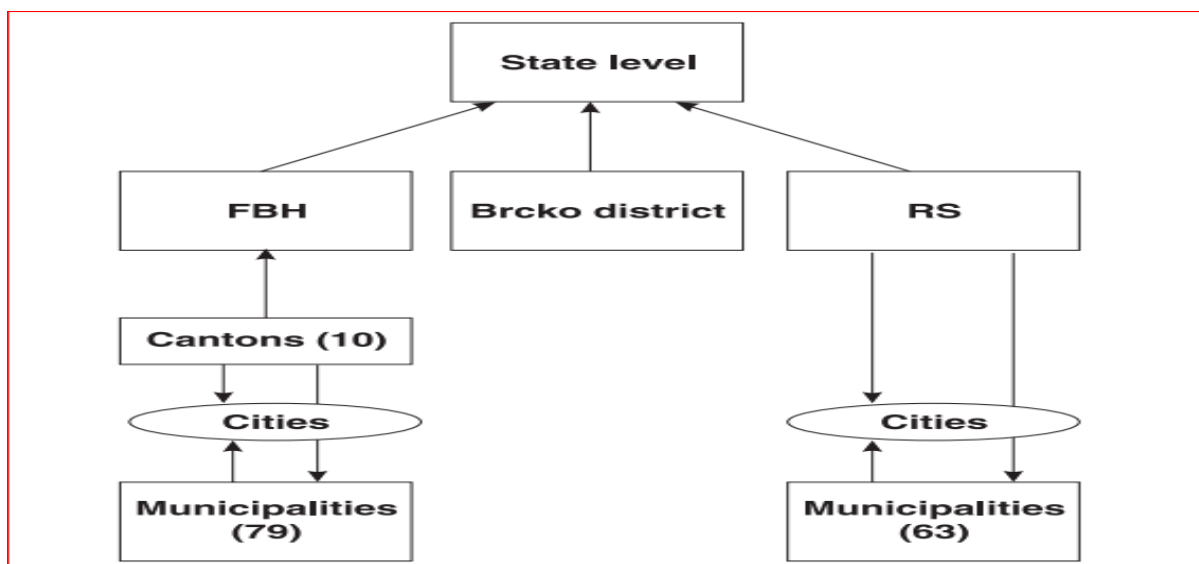 State level
FBH
Brcko district
RS
Cantons (10)
Cities
Cities
Municipalities
(79)
Municipalities
(63)